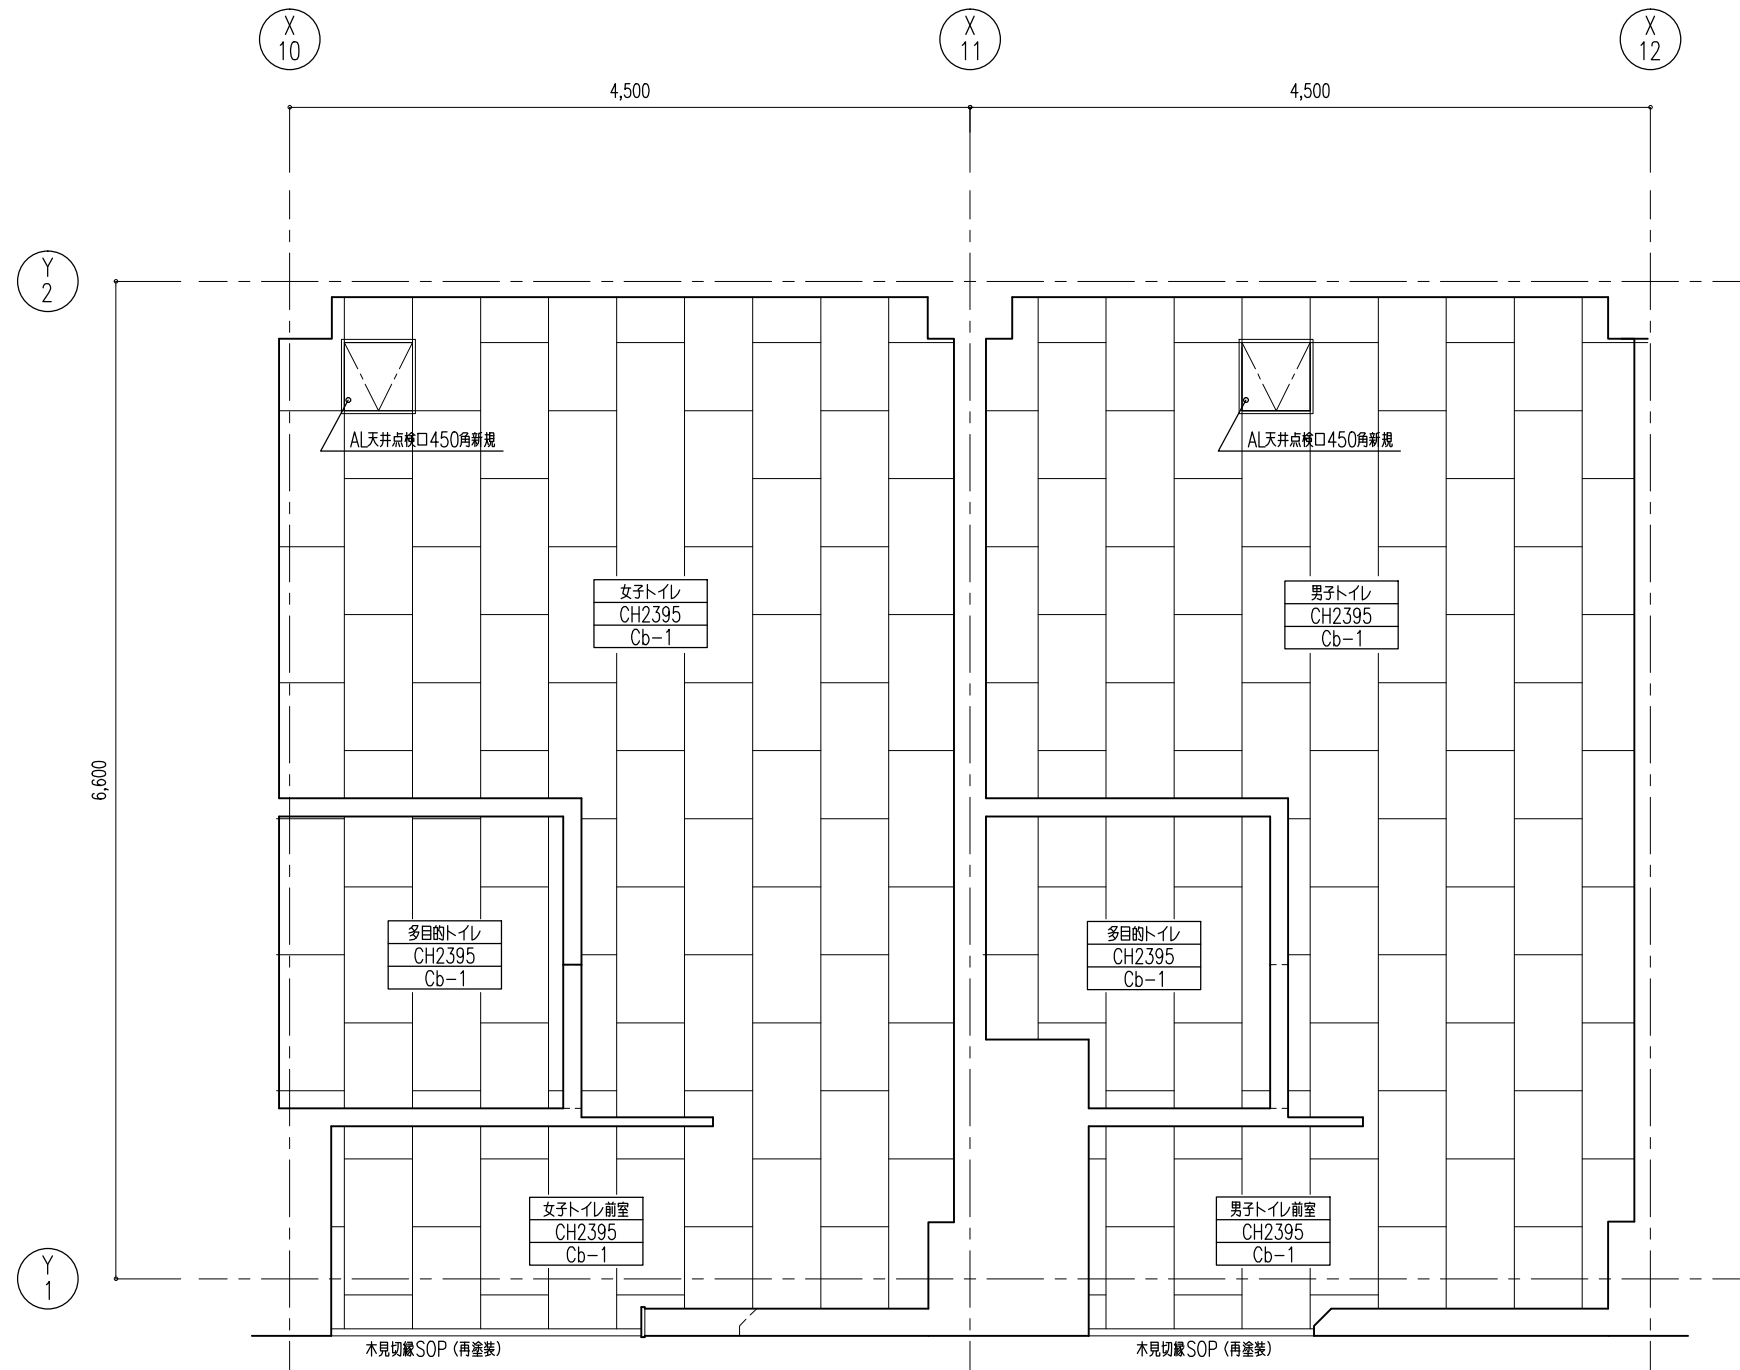 X
10
X
11
X
12
4,500
4,500
Y
2
AL天井点検口450角新規
AL天井点検口450角新規
女子トイレ
CH2395
Cb-1
男子トイレ
CH2395
Cb-1
6,600
多目的トイレ
CH2395
Cb-1
多目的トイレ
CH2395
Cb-1
女子トイレ前室
CH2395
Cb-1
男子トイレ前室
CH2395
Cb-1
Y
1
木見切縁SOP（再塗装）
木見切縁SOP（再塗装）